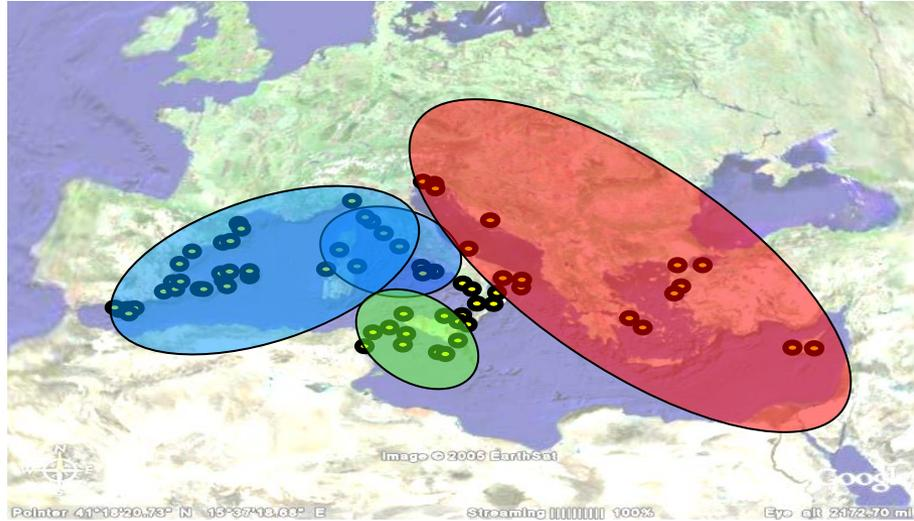 N
W
E
S
Image © 2005 EarthSat
Google
Pointer 41°18'20.73" N 15°37'18.68" E Streaming |||||||||| 100% Eye alt 2172.70 mi